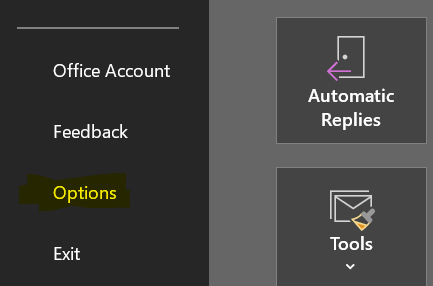 Office Account
Feedback
Options
Exit
Automatic
Replies
Tools